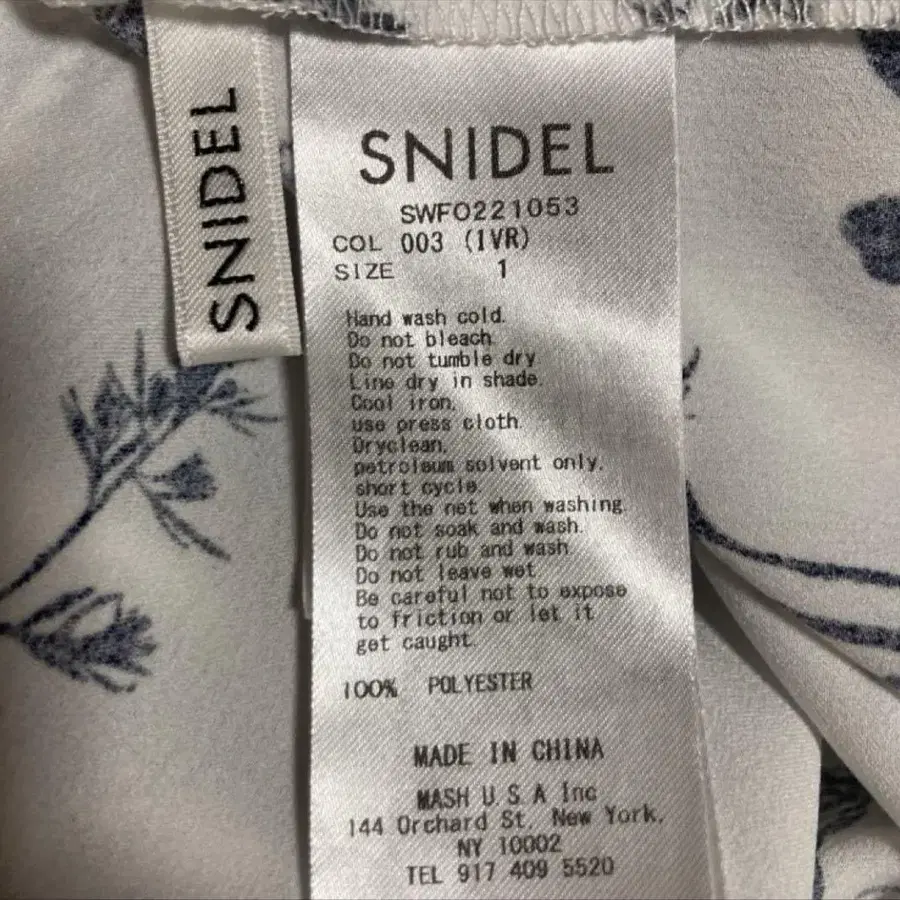 SNIDEL
SNIDEL
SWFO221053
COL 003 (IVR)
SIZE 1
Hand wash cold.
Do not bleach.
Do not tumble dry
Line dry in shade.
Cool iron.
use press cloth.
Dryclean.
petroleum solvent only.
short cycle.
Use the net when washing.
Do not soak and wash.
Do not rub and wash.
Do not leave wet.
Be careful not to expose
to friction or let it
get caught.
100% POLYESTER
MADE IN CHINA
MASH U.S.A Inc
144 Orchard St, New York,
NY 10002
TEL 917 409 5520